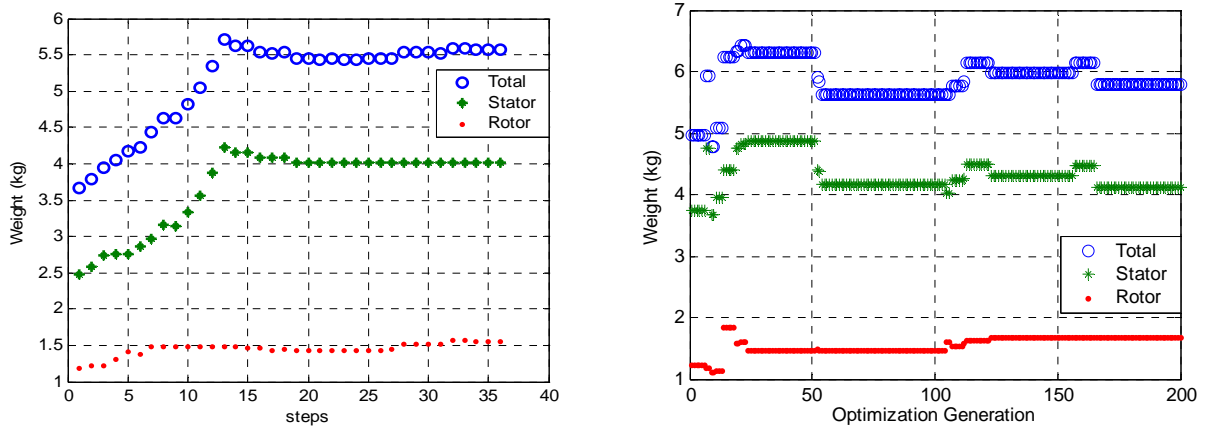 6
5.5
5
4.5
4
3.5
3
2.5
2
1.5
1
0 5 10 15 20 25 30 35 40
Weight (kg)
steps
Total
Stator
Rotor
7
6
5
4
3
2
1
0 50 100 150 200
Weight (kg)
Optimization Generation
Total
Stator
Rotor